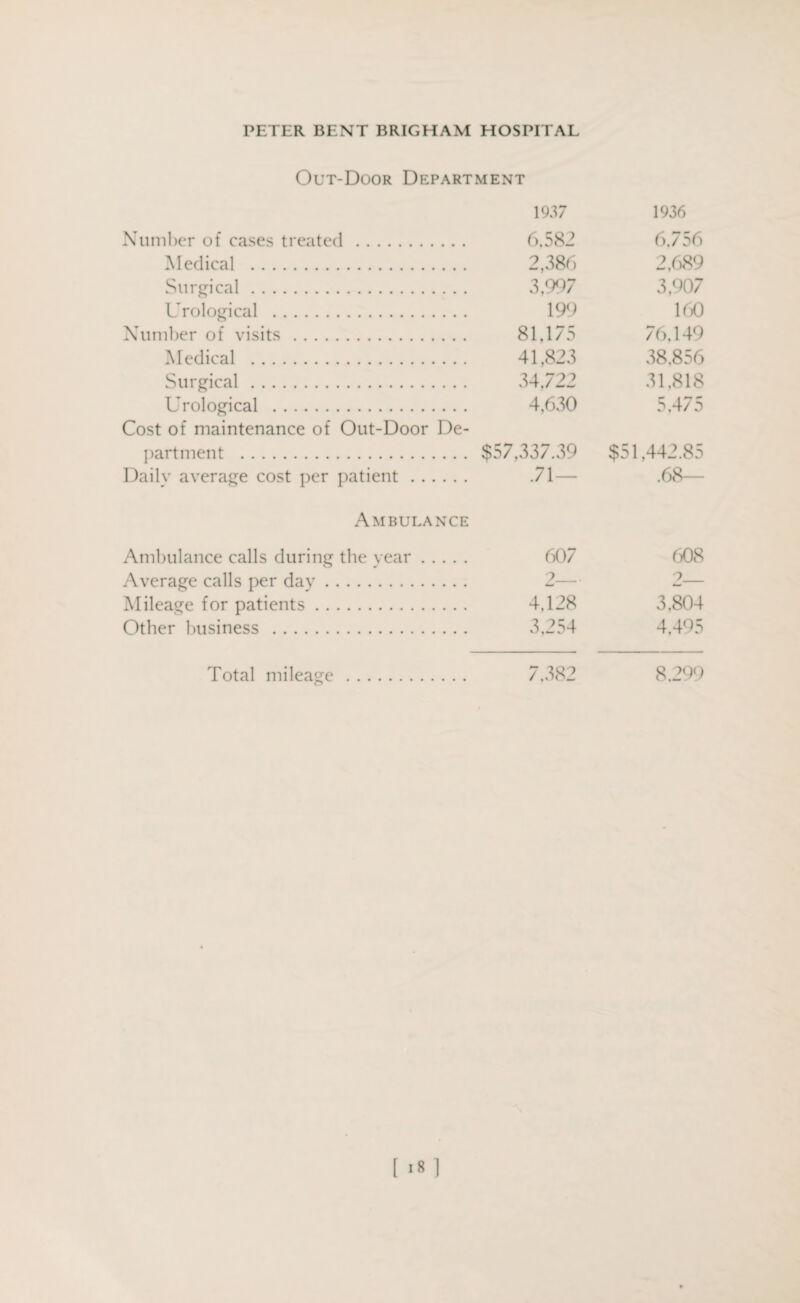 PETER BENT BRIGHAM HOSPITAL
Out-Door Department
1937 1936
Number of cases treated ........... 6,582 6,756
Medical ...................... 2,386 2,689
Surgical ...................... 3,997 3,907
Urological .................... 199 160
Number of visits .................. 81,175 76,149
Medical ...................... 41,823 38,856
Surgical ...................... 34,722 31,818
Urological .................... 4,630 5,475
Cost of maintenance of Out-Door De-
partment ....................... $57,337.39 $51,442.85
Daily average cost per patient ...... .71— .68—
Ambulance
Ambulance calls during the year ..... 607 608
Average calls per day .............. 2— 2—
Mileage for patients ................ 4,128 3,804
Other business .................... 3,254 4,495
Total mileage ............ 7,382 8,299
[ 18 ]